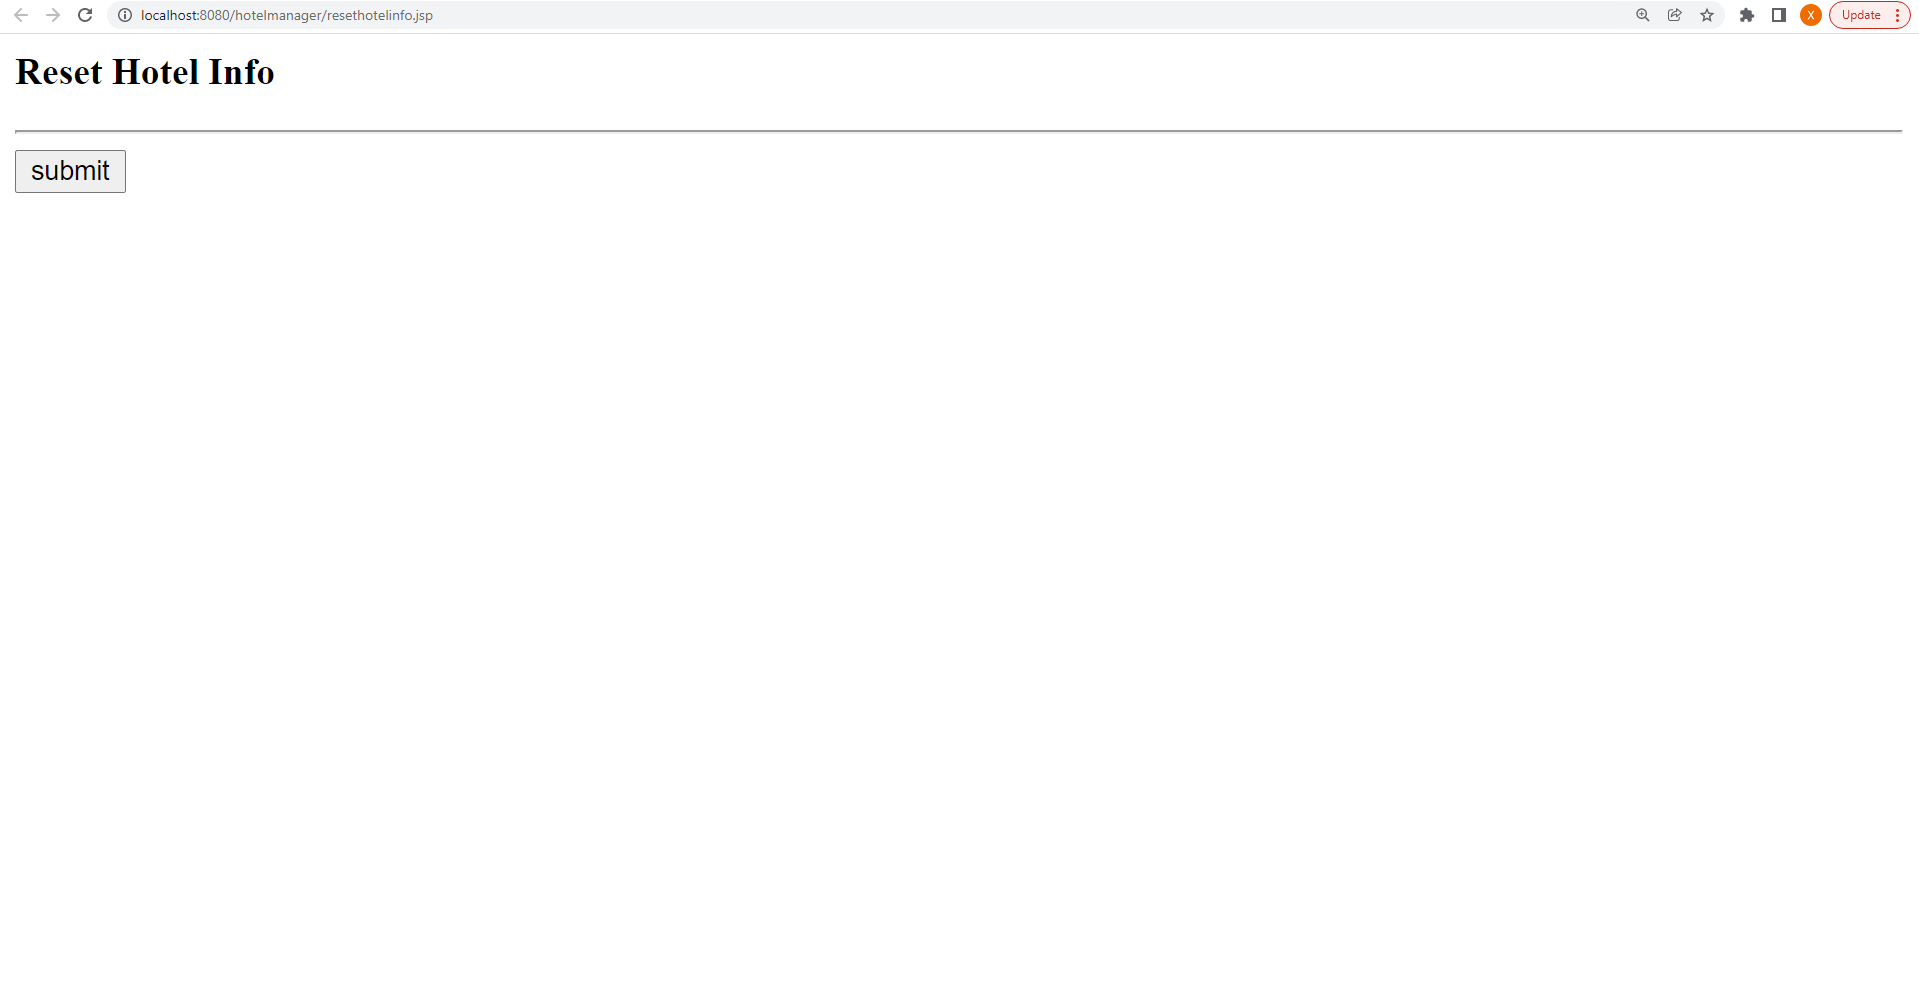 localhost:8080/hotelmanager/resethotelinfo.jsp
X
Update
Reset Hotel Info
submit